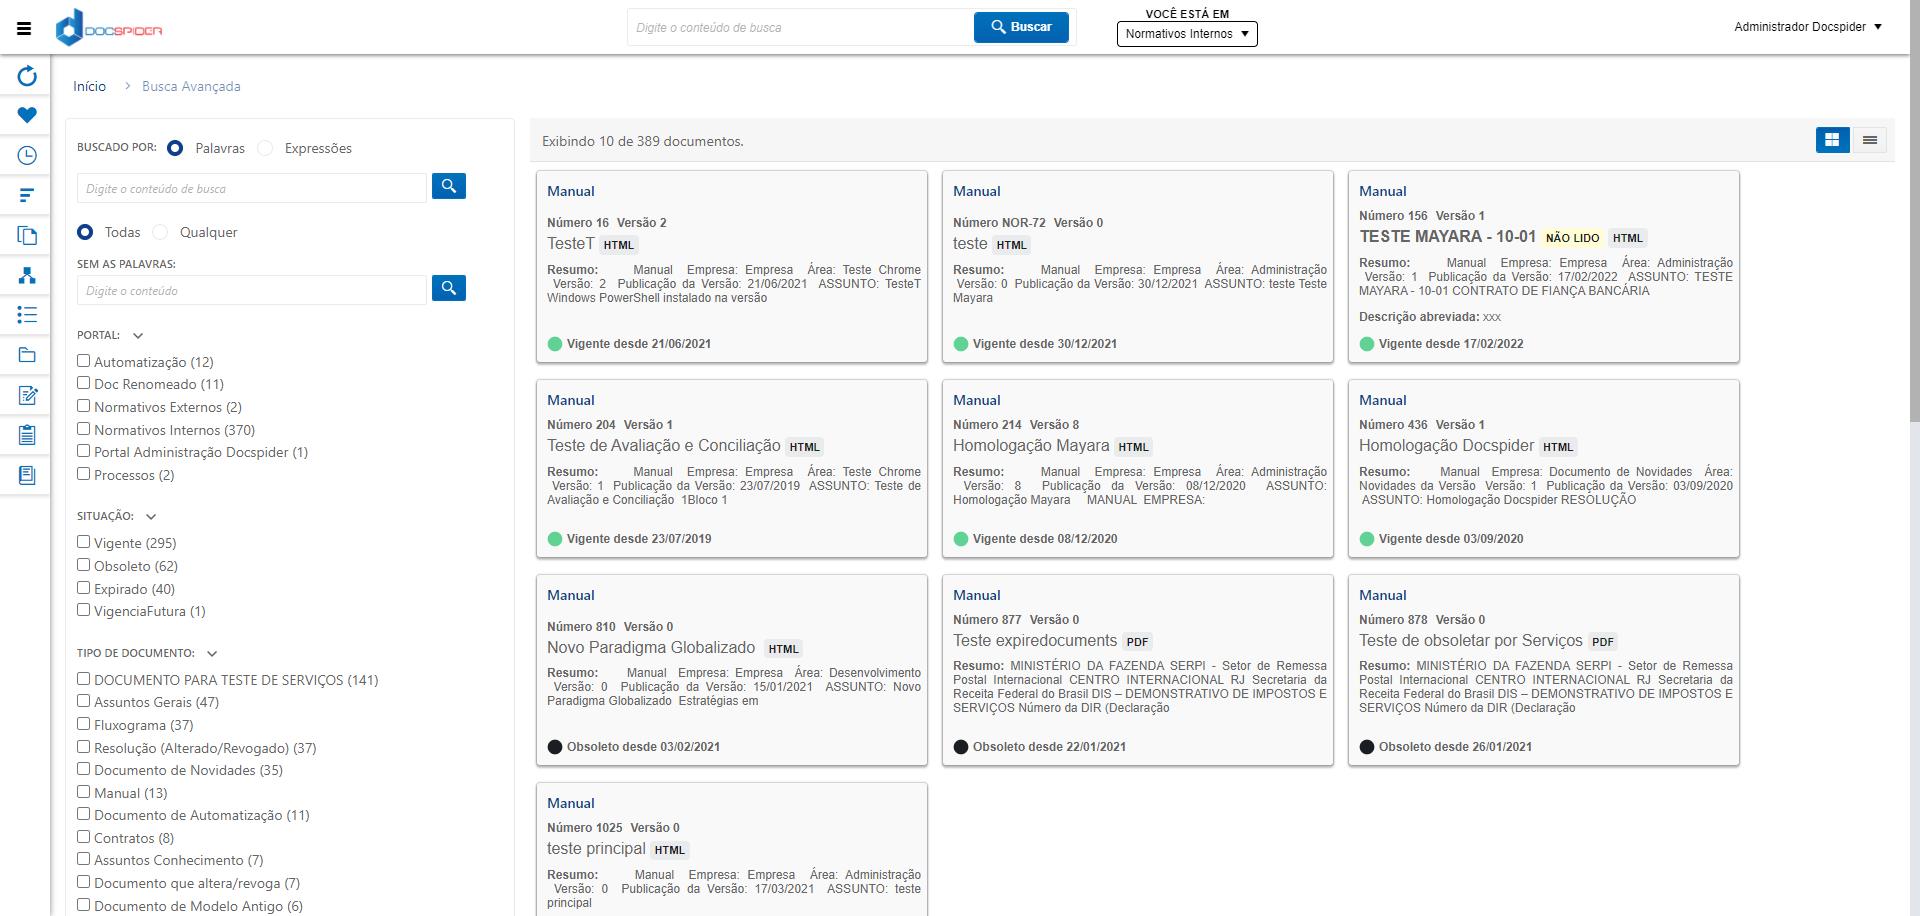 DOCSPIDER
Digite o conteúdo de busca
Buscar
VOCÊ ESTÁ EM
Normativos Internos ▼
Administrador Docspider ▼
Início > Busca Avançada
BUSCADO POR: Palavras Expressões
Digite o conteúdo de busca
Todas Qualquer
SEM AS PALAVRAS:
Digite o conteúdo
PORTAL:
Automatização (12)
Doc Renomeado (11)
Normativos Externos (2)
Normativos Internos (370)
Portal Administração Docspider (1)
Processos (2)
SITUAÇÃO:
Vigente (295)
Obsoleto (62)
Expirado (40)
VigenciaFutura (1)
TIPO DE DOCUMENTO:
DOCUMENTO PARA TESTE DE SERVIÇOS (141)
Assuntos Gerais (47)
Fluxograma (37)
Resolução (Alterado/Revogado) (37)
Documento de Novidades (35)
Manual (13)
Documento de Automatização (11)
Contratos (8)
Assuntos Conhecimento (7)
Documento que altera/revoga (7)
Documento de Modelo Antigo (6)
Exibindo 10 de 389 documentos.
Manual
Número 16 Versão 2
TesteT HTML
Resumo: Manual Empresa: Empresa Área: Teste Chrome
Versão: 2 Publicação da Versão: 21/06/2021 ASSUNTO: TesteT
Windows PowerShell instalado na versão
Vigente desde 21/06/2021
Manual
Número NOR-72 Versão 0
teste HTML
Resumo: Manual Empresa: Empresa Área: Administração
Versão: 0 Publicação da Versão: 30/12/2021 ASSUNTO: teste Teste
Mayara
Vigente desde 30/12/2021
Manual
Número 156 Versão 1
TESTE MAYARA - 10-01 NÃO LIDO HTML
Resumo: Manual Empresa: Empresa Área: Administração
Versão: 1 Publicação da Versão: 17/02/2022 ASSUNTO: TESTE
MAYARA - 10-01 CONTRATO DE FIANÇA BANCÁRIA
Descrição abreviada: xxx
Vigente desde 17/02/2022
Manual
Número 204 Versão 1
Teste de Avaliação e Conciliação HTML
Resumo: Manual Empresa: Empresa Área: Teste Chrome
Versão: 1 Publicação da Versão: 23/07/2019 ASSUNTO: Teste de
Avaliação e Conciliação 1Bloco 1
Vigente desde 23/07/2019
Manual
Número 214 Versão 8
Homologação Mayara HTML
Resumo: Manual Empresa: Empresa Área: Administração
Versão: 8 Publicação da Versão: 08/12/2020 ASSUNTO:
Homologação Mayara MANUAL EMPRESA:
Vigente desde 08/12/2020
Manual
Número 436 Versão 1
Homologação Docspider HTML
Resumo: Manual Empresa: Documento de Novidades Área:
Novidades da Versão Versão: 1 Publicação da Versão: 03/09/2020
ASSUNTO: Homologação Docspider RESOLUÇÃO
Vigente desde 03/09/2020
Manual
Número 810 Versão 0
Novo Paradigma Globalizado HTML
Resumo: Manual Empresa: Empresa Área: Desenvolvimento
Versão: 0 Publicação da Versão: 15/01/2021 ASSUNTO: Novo
Paradigma Globalizado Estratégias em
Obsoleto desde 03/02/2021
Manual
Número 877 Versão 0
Teste expiredocuments PDF
Resumo: MINISTÉRIO DA FAZENDA SERPI - Setor de Remessa
Postal Internacional CENTRO INTERNACIONAL RJ Secretaria da
Receita Federal do Brasil DIS – DEMONSTRATIVO DE IMPOSTOS E
SERVIÇOS Número da DIR (Declaração
Obsoleto desde 22/01/2021
Manual
Número 878 Versão 0
Teste de obsoletar por Serviços PDF
Resumo: MINISTÉRIO DA FAZENDA SERPI - Setor de Remessa
Postal Internacional CENTRO INTERNACIONAL RJ Secretaria da
Receita Federal do Brasil DIS – DEMONSTRATIVO DE IMPOSTOS E
SERVIÇOS Número da DIR (Declaração
Obsoleto desde 26/01/2021
Manual
Número 1025 Versão 0
teste principal HTML
Resumo: Manual Empresa: Empresa Área: Administração
Versão: 0 Publicação da Versão: 17/03/2021 ASSUNTO: teste
principal